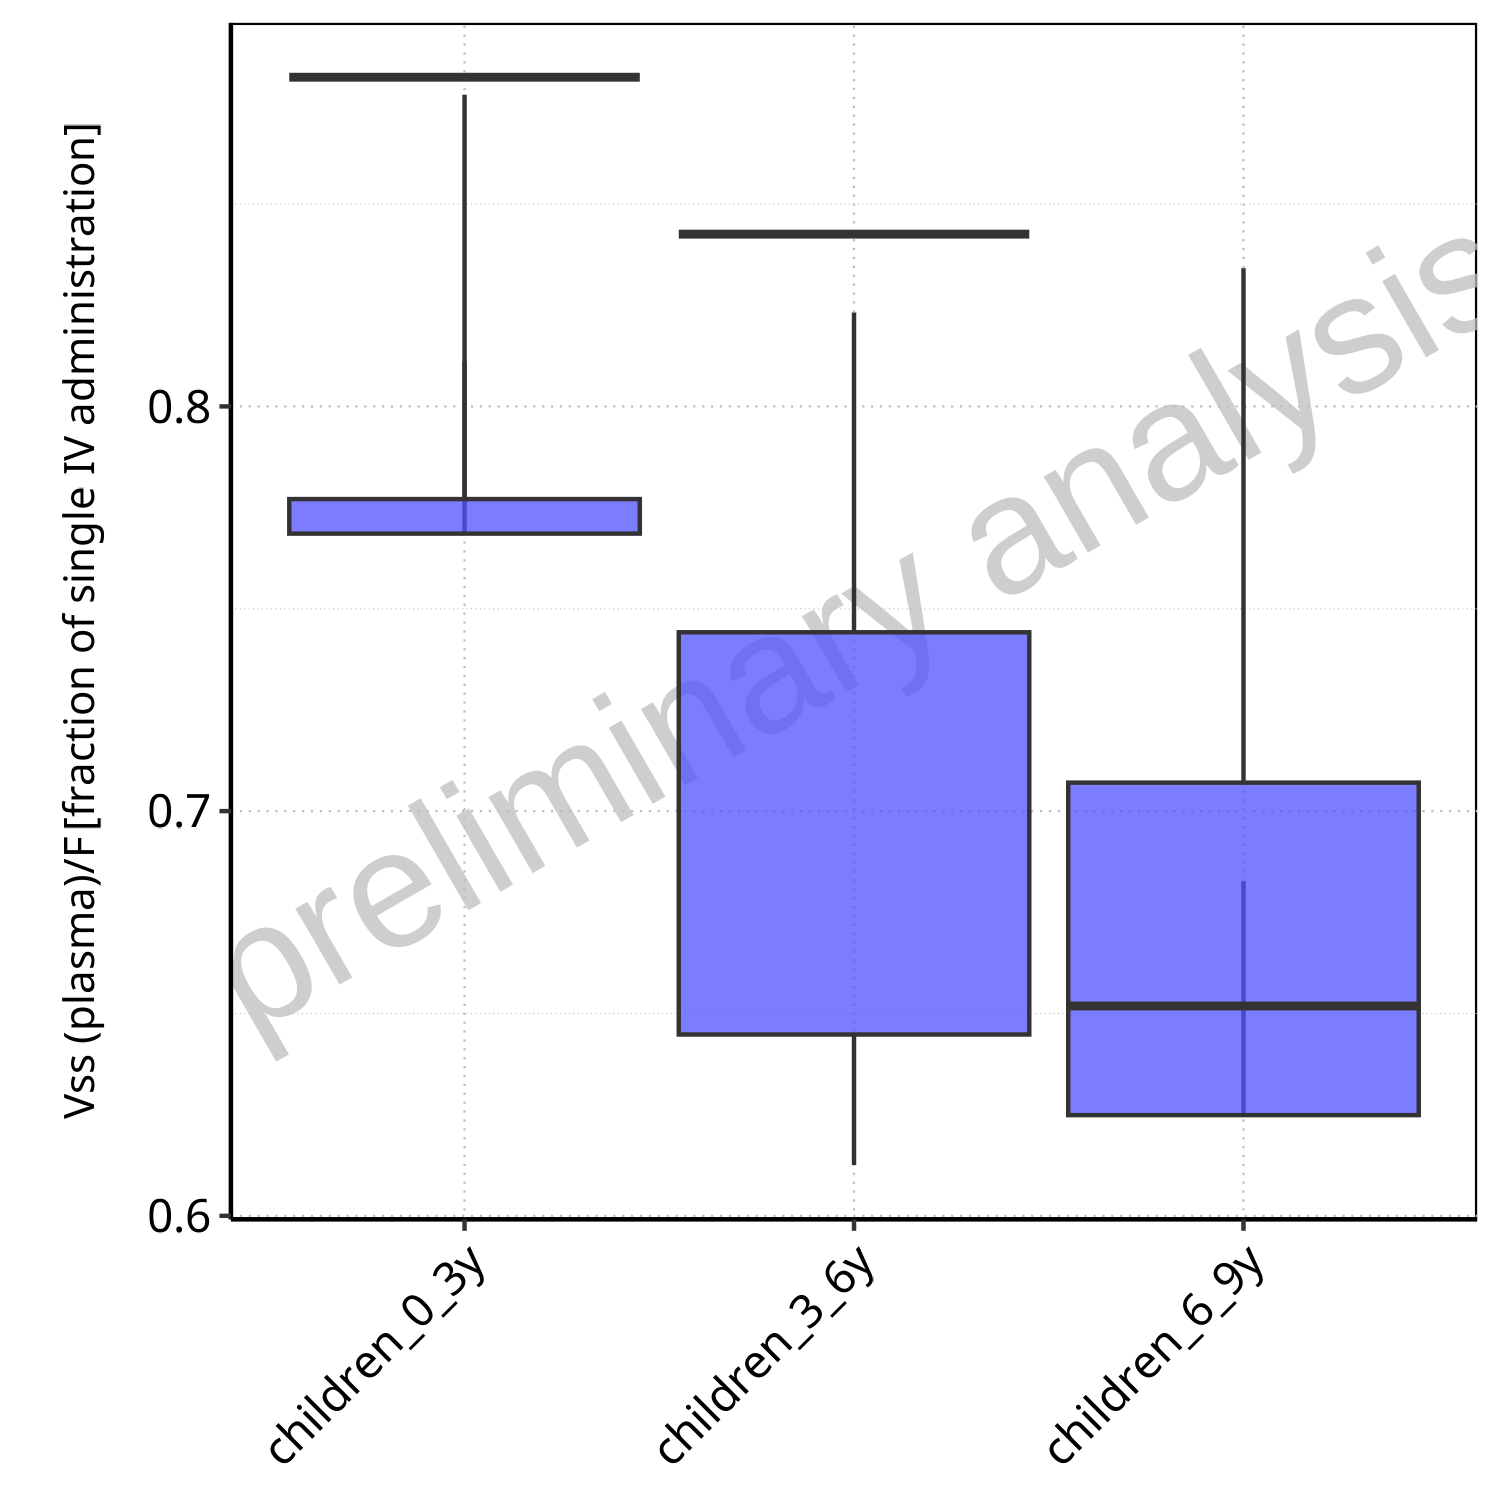 Vss (plasma)/F [fraction of single IV administration]
0.8
0.7
0.6
preliminary analysis
children_0_3y
children_3_6y
children_6_9y